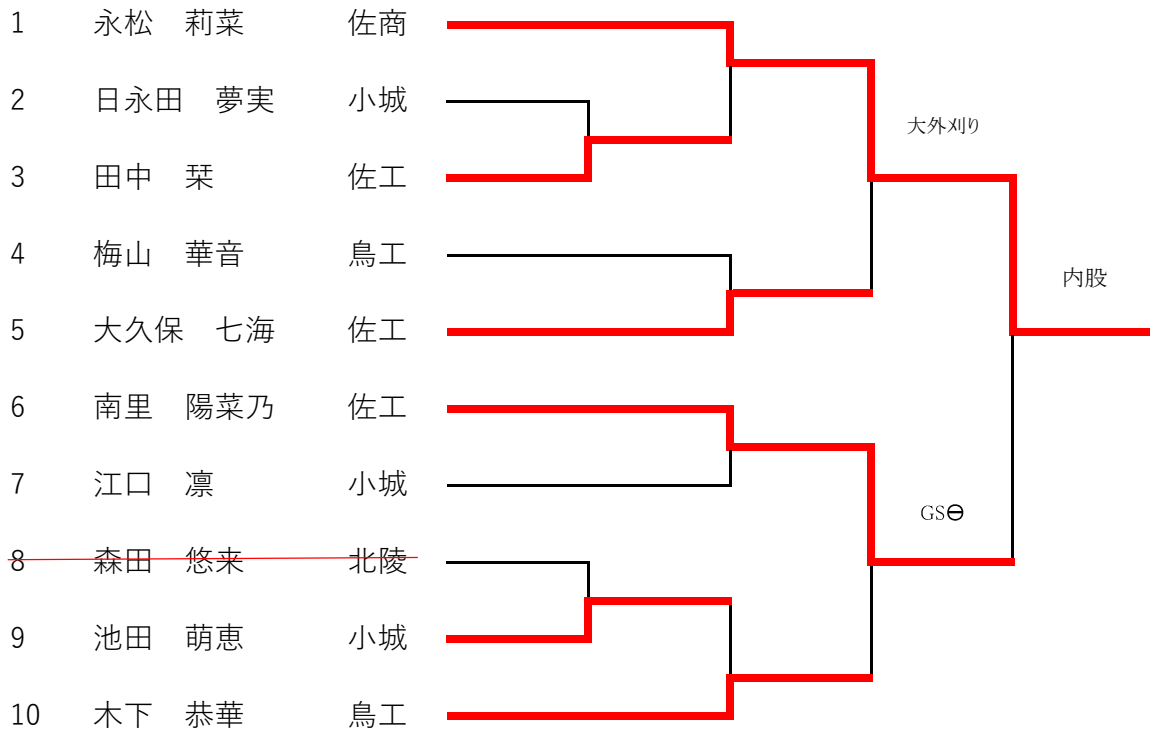 1 永松　莉菜 佐商
2 日永田　夢実 小城
大外刈り
3 田中　栞 佐工
4 梅山　華音 鳥工
内股
5 大久保　七海 佐工
6 南里　陽菜乃 佐工
7 江口　凛 小城
GS⊖
8 森田　悠来 北陵
9 池田　萌恵 小城
10 木下　恭華 鳥工